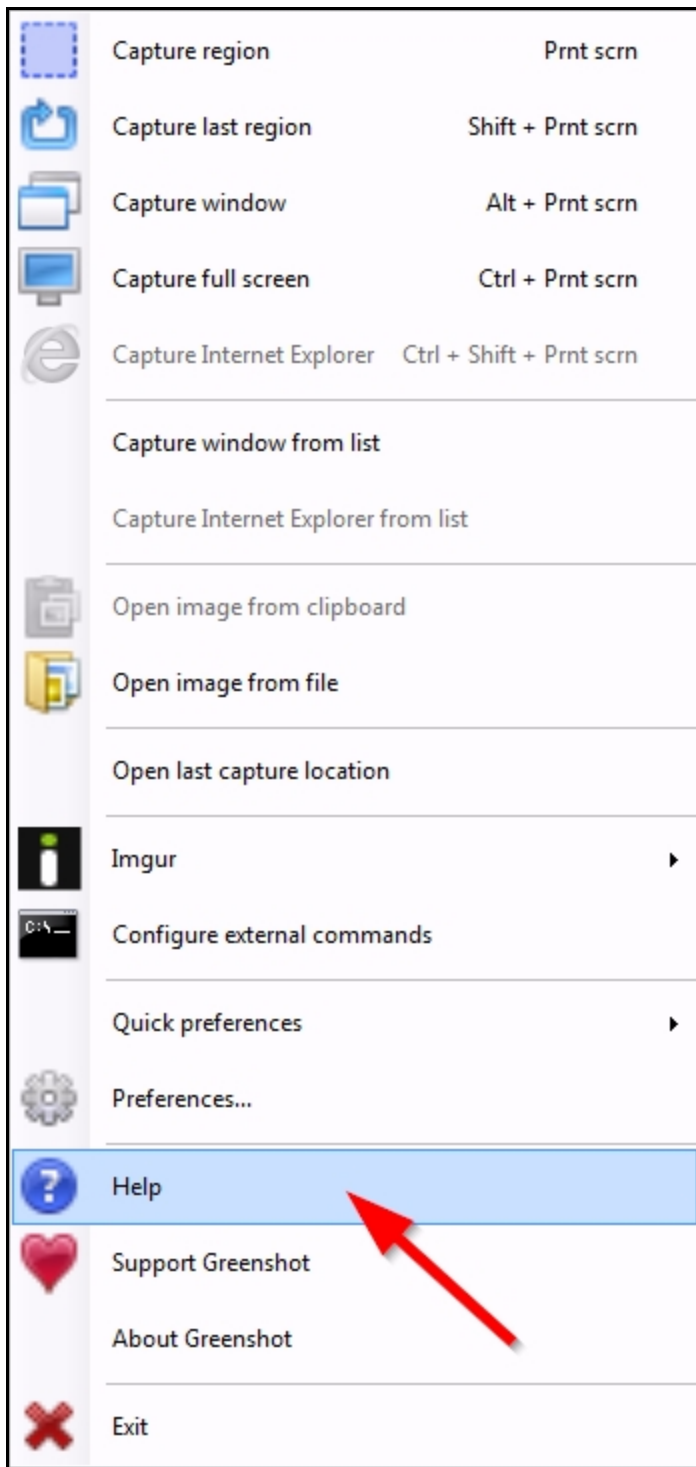 Capture region Prnt scrn
Capture last region Shift + Prnt scrn
Capture window Alt + Prnt scrn
Capture full screen Ctrl + Prnt scrn
Capture Internet Explorer Ctrl + Shift + Prnt scrn
Capture window from list
Capture Internet Explorer from list
Open image from clipboard
Open image from file
Open last capture location
Imgur
C:\_
Configure external commands
Quick preferences
Preferences...
? Help
Support Greenshot
About Greenshot
Exit